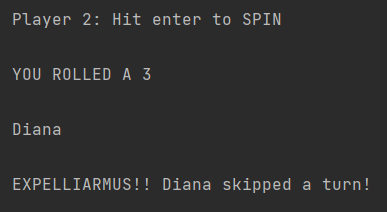 Player 2: Hit enter to SPIN
YOU ROLLED A 3
Diana
EXPELLIARMUS!! Diana skipped a turn!